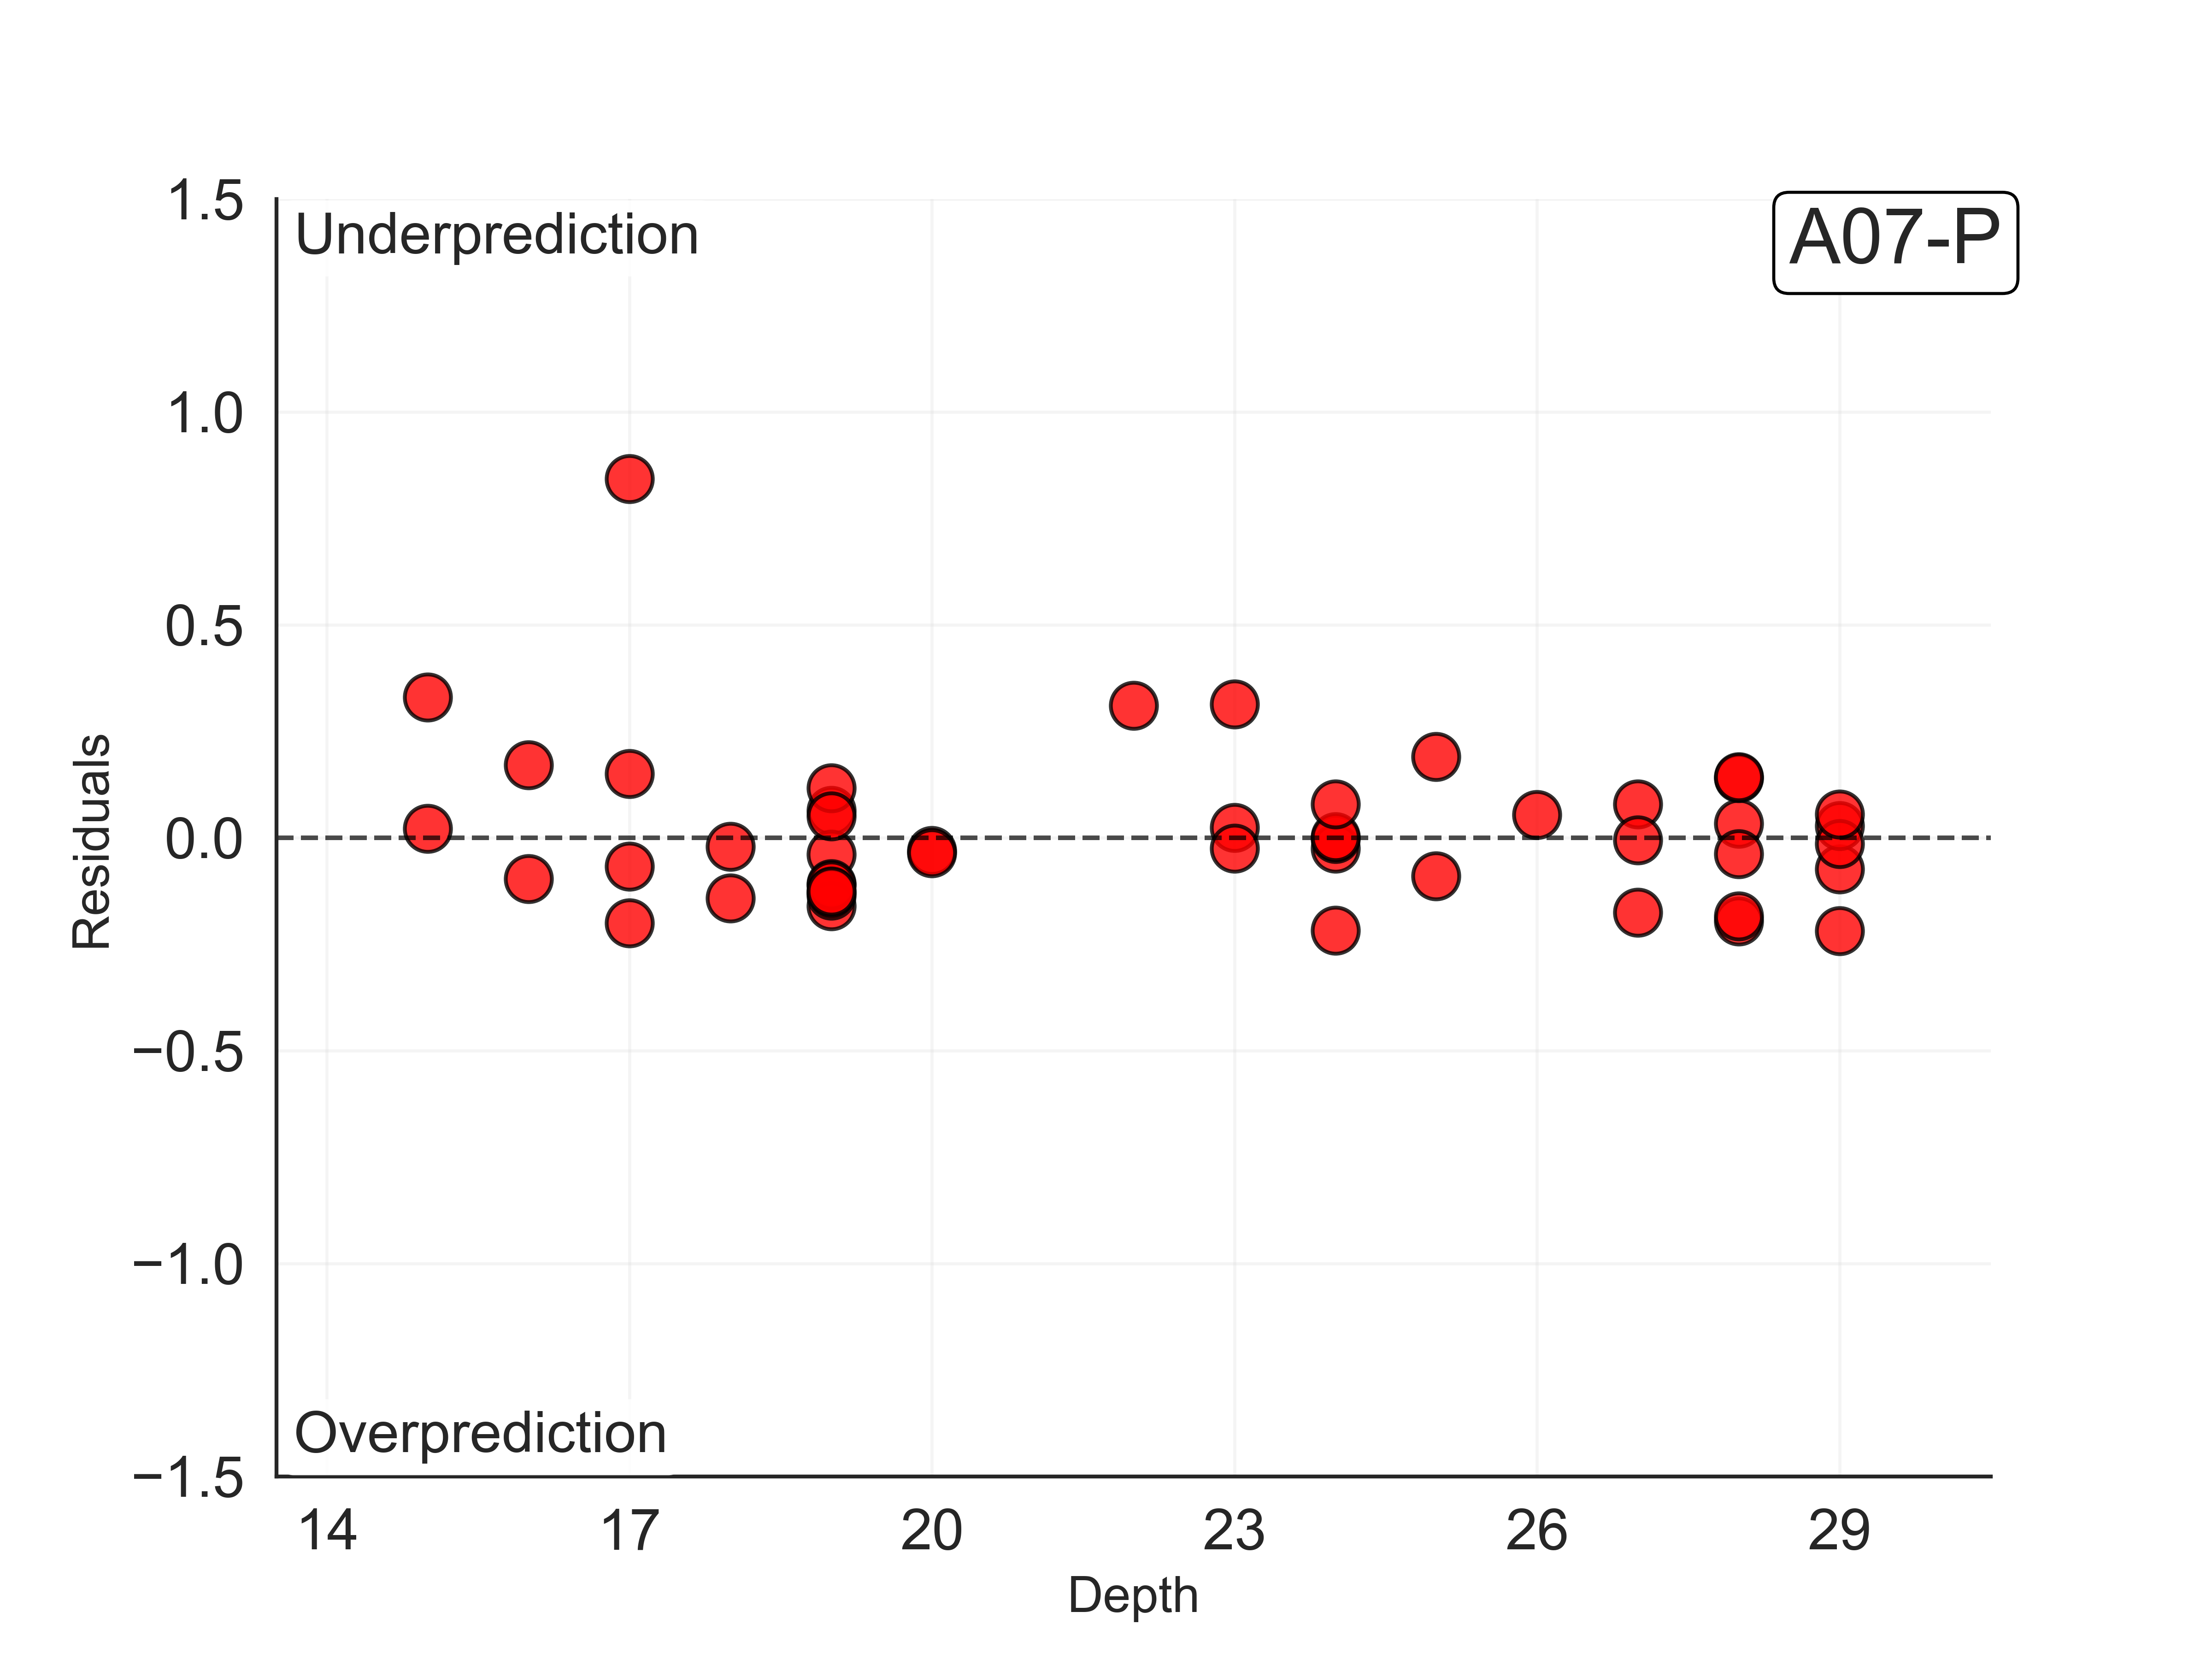 A07-P
Underprediction
1.5
1.0
0.5
0.0
−0.5
−1.0
−1.5
Residuals
Overprediction
14 17 20 23 26 29
Depth